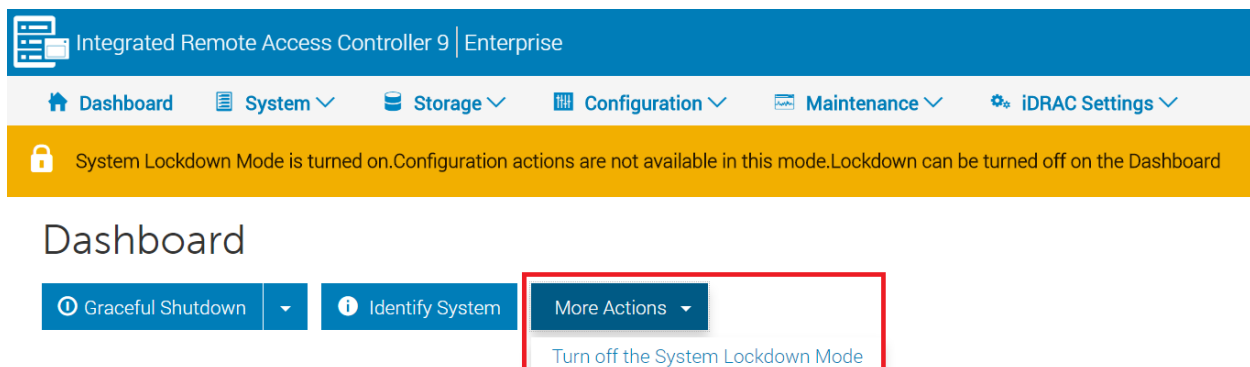 Integrated Remote Access Controller 9 | Enterprise
Dashboard System Storage Configuration Maintenance iDRAC Settings
System Lockdown Mode is turned on.Configuration actions are not available in this mode.Lockdown can be turned off on the Dashboard
Dashboard
Graceful Shutdown Identify System More Actions
Turn off the System Lockdown Mode